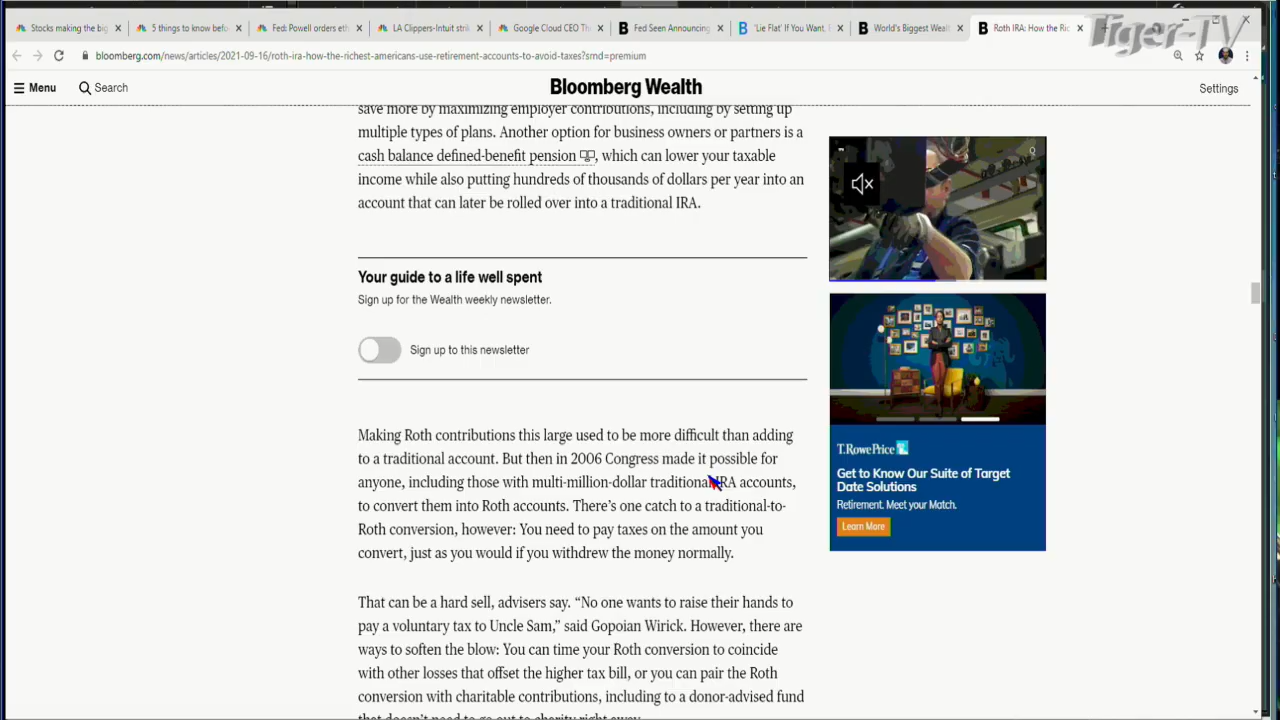 Stocks making the big
5 things to know befor
Fed: Powell orders eth
LA Clippers-Intuit strik
Google Cloud CEO Th
Fed Seen Announcing
'Lie Flat' If You Want. I
World's Biggest Wealt
Roth IRA: How the Ric
Tiger-TV
bloomberg.com/news/articles/2021-09-16/roth-ira-how-the-richest-americans-use-retirement-accounts-to-avoid-taxes?srnd=premium
Menu
Search
Bloomberg Wealth
Settings
save more by maximizing employer contributions, including by setting up
multiple types of plans. Another option for business owners or partners is a
cash balance defined-benefit pension, which can lower your taxable
income while also putting hundreds of thousands of dollars per year into an
account that can later be rolled over into a traditional IRA.
Your guide to a life well spent
Sign up for the Wealth weekly newsletter.
Sign up to this newsletter
Making Roth contributions this large used to be more difficult than adding
to a traditional account. But then in 2006 Congress made it possible for
anyone, including those with multi-million-dollar traditional IRA accounts,
to convert them into Roth accounts. There's one catch to a traditional-to-
Roth conversion, however: You need to pay taxes on the amount you
convert, just as you would if you withdrew the money normally.
That can be a hard sell, advisers say. “No one wants to raise their hands to
pay a voluntary tax to Uncle Sam,” said Gopoian Wirick. However, there are
ways to soften the blow: You can time your Roth conversion to coincide
with other losses that offset the higher tax bill, or you can pair the Roth
conversion with charitable contributions, including to a donor-advised fund
that doesn't need to go out to charity right away.
T.RowePrice
Get to Know Our Suite of Target
Date Solutions
Retirement. Meet your Match.
Learn More